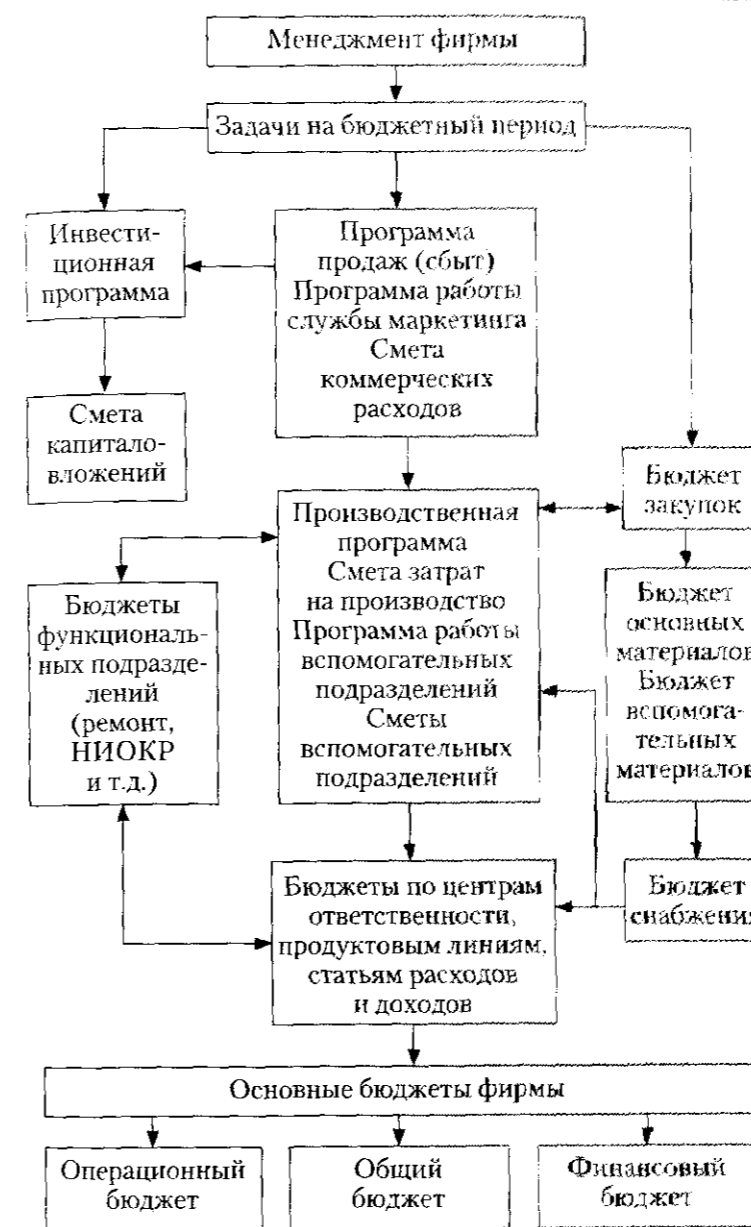 Менеджмент фирмы
Задачи на бюджетный период
Инвести-
ционная
программа
Программа
продаж (сбыт)
Программа работы
службы маркетинга
Смета
коммерческих
расходов
Смета
капитало-
вложений
Бюджет
закупок
Производственная
программа
Смета затрат
на производство
Программа работы
вспомогательных
подразделений
Сметы
вспомогательных
подразделений
Бюджеты
функциональ-
ных подразде-
лений
(ремонт,
НИОКР
и т.д.)
Бюджет
основных
материалов
Бюджет
вспомога-
тельных
материалов
Бюджеты по центрам
ответственности,
продуктовым линиям,
статьям расходов
и доходов
Бюджет
снабжения
Основные бюджеты фирмы
Операционный
бюджет
Общий
бюджет
Финансовый
бюджет